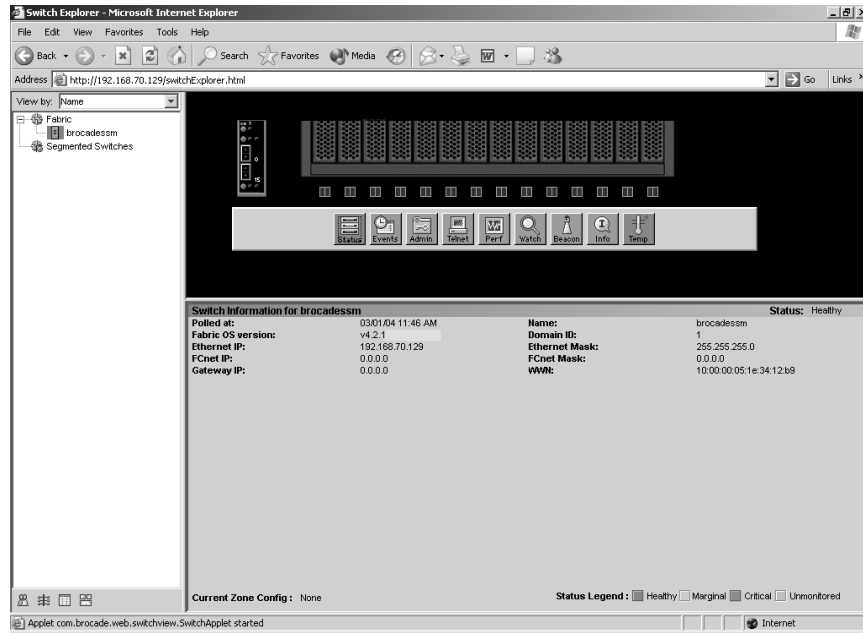 Switch Explorer - Microsoft Internet Explorer
File Edit View Favorites Tools Help
Back Search Favorites Media
Address http://192.168.70.129/switchExplorer.html Go Links
View by: Name
Fabric
brocadessm
Segmented Switches
0
15
Status Events Admin Telnet Perf Watch Beacon Info Temp
Switch Information for brocadessm Status: Healthy
Polled at: 03/01/04 11:46 AM Name: brocadessm
Fabric OS version: v4.2.1 Domain ID: 1
Ethernet IP: 192.168.70.129 Ethernet Mask: 255.255.255.0
FCnet IP: 0.0.0.0 FCnet Mask: 0.0.0.0
Gateway IP: 0.0.0.0 WWN: 10:00:00:05:1e:34:12:b9
Current Zone Config: None Status Legend: Healthy Marginal Critical Unmonitored
Applet com.brocade.web.switchview.SwitchApplet started Internet